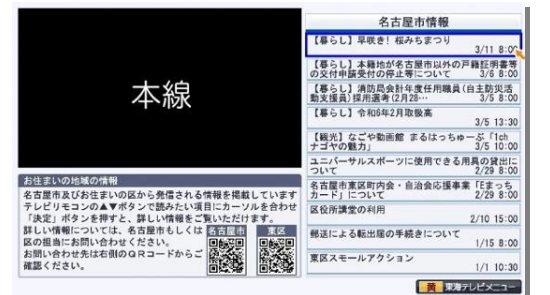 本線
お住まいの地域の情報
名古屋市及びお住まいの区から発信される情報を掲載しています
テレビリモコンの▲▼ボタンで読みたい項目にカーソルを合わせ
「決定」ボタンを押すと、詳しい情報をご覧いただけます。
詳しい情報については、名古屋市もしくは
区の担当にお問い合わせください。
お問い合わせ先は右側のQRコードからご
確認ください。
名古屋市 東区
名古屋市情報
【暮らし】早咲き! 桜みちまつり
3/11 8:00
【暮らし】本籍地が名古屋市以外の戸籍証明書等
の交付申請受付の停止等について 3/6 8:00
【暮らし】消防局会計年度任用職員(自主防災活
動支援員)採用選考(2月28… 3/5 8:00
【暮らし】令和6年2月取扱高
3/5 13:30
【観光】なごや動画館 まるはっちゅーぶ「1ch
ナゴヤの魅力」 3/5 10:00
ユニバーサルスポーツに使用できる用具の貸出に
ついて 2/29 8:00
名古屋市東区町内会・自治会応援事業「Eまっち
カード」について 2/29 8:00
区役所講堂の利用
2/10 15:00
郵送による転出届の手続きについて
1/15 8:00
東区スモールアクション
1/1 10:30
黄 東海テレビメニュー